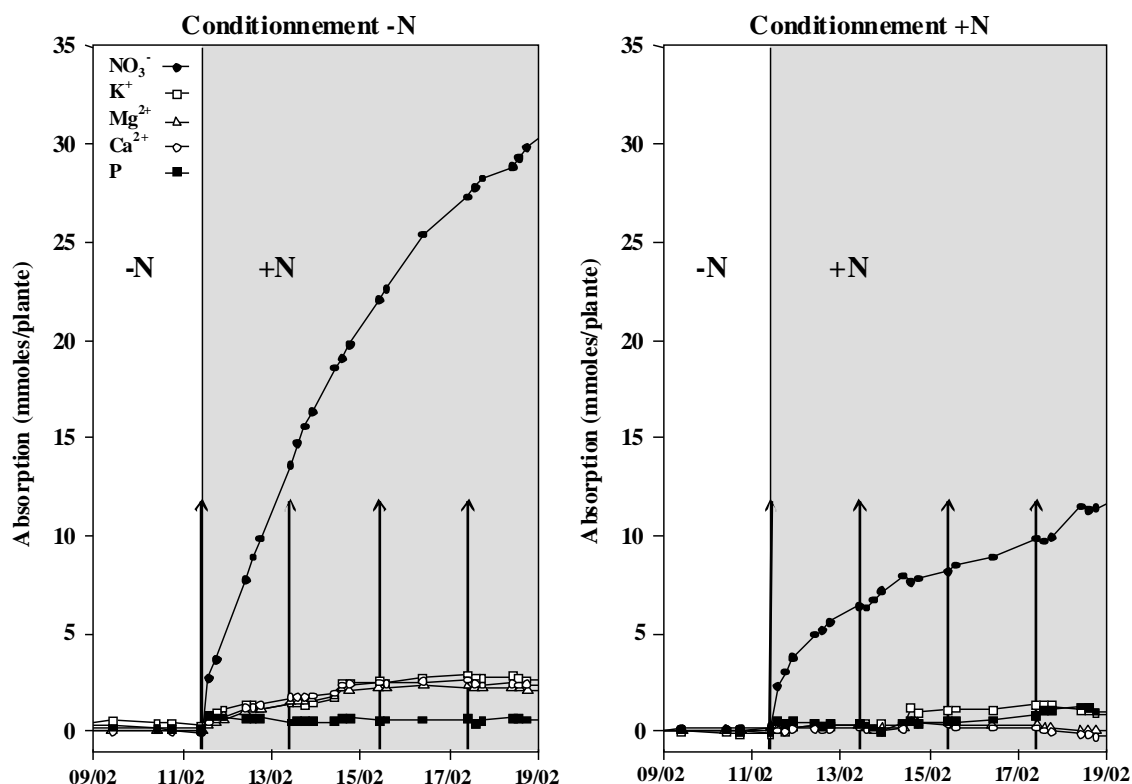 Conditionnement -N
Conditionnement +N
Absorption (mmoles/plante)
35
30
25
20
15
10
5
0
NO₃⁻
K⁺
Mg²⁺
Ca²⁺
P
-N
+N
09/02 11/02 13/02 15/02 17/02 19/02
Absorption (mmoles/plante)
35
30
25
20
15
10
5
0
-N
+N
09/02 11/02 13/02 15/02 17/02 19/02